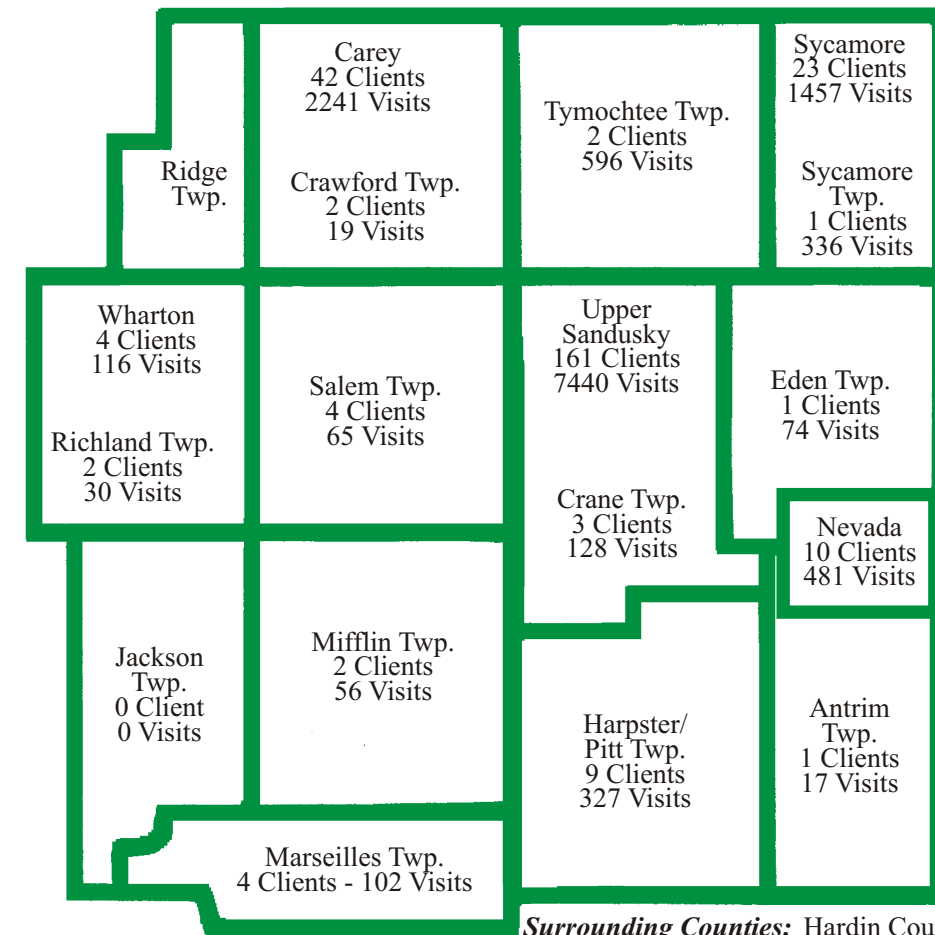 Carey
42 Clients
2241 Visits
Crawford Twp.
2 Clients
19 Visits
Ridge
Twp.
Tymochtee Twp.
2 Clients
596 Visits
Sycamore
23 Clients
1457 Visits
Sycamore
Twp.
1 Clients
336 Visits
Wharton
4 Clients
116 Visits
Richland Twp.
2 Clients
30 Visits
Salem Twp.
4 Clients
65 Visits
Upper
Sandusky
161 Clients
7440 Visits
Crane Twp.
3 Clients
128 Visits
Eden Twp.
1 Clients
74 Visits
Nevada
10 Clients
481 Visits
Jackson
Twp.
0 Client
0 Visits
Mifflin Twp.
2 Clients
56 Visits
Harpster/
Pitt Twp.
9 Clients
327 Visits
Antrim
Twp.
1 Clients
17 Visits
Marseilles Twp.
4 Clients - 102 Visits
Surrounding Counties: Hardin Cou